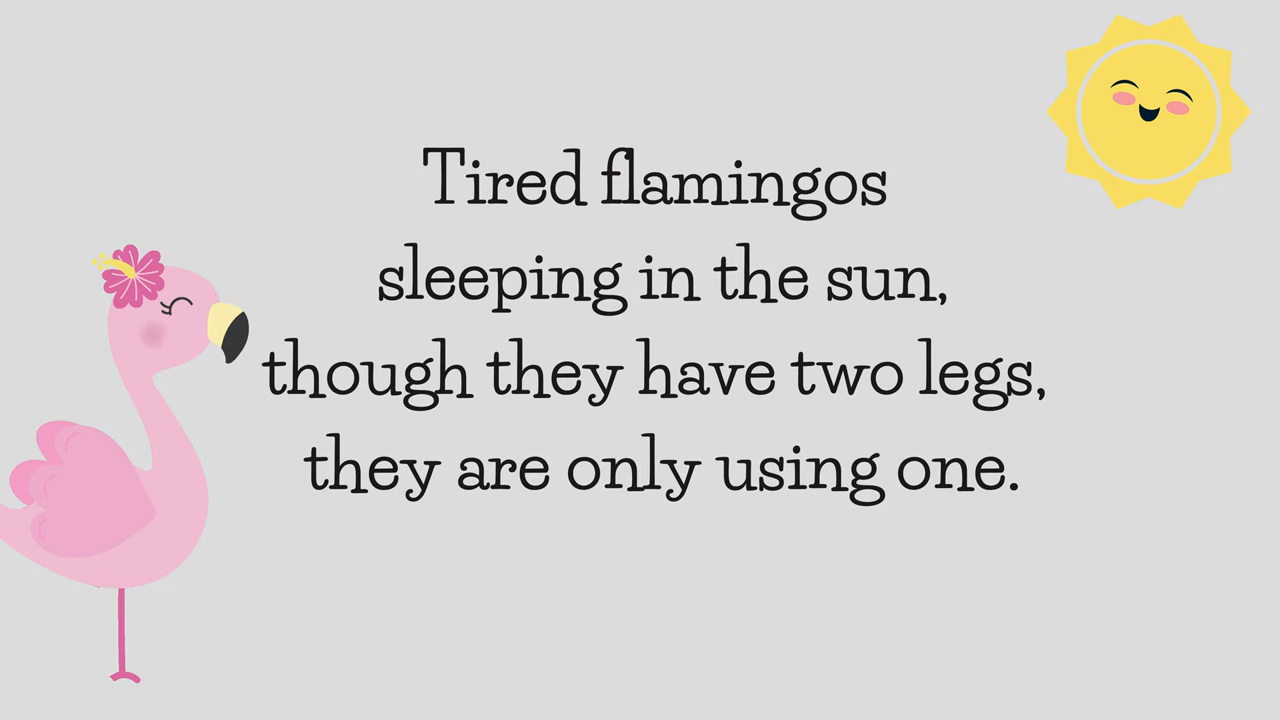 Tired flamingos
sleeping in the sun,
though they have two legs,
they are only using one.